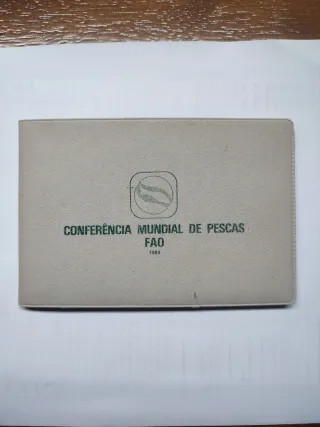 CONFERÊNCIA MUNDIAL DE PESCAS
FAO
1984